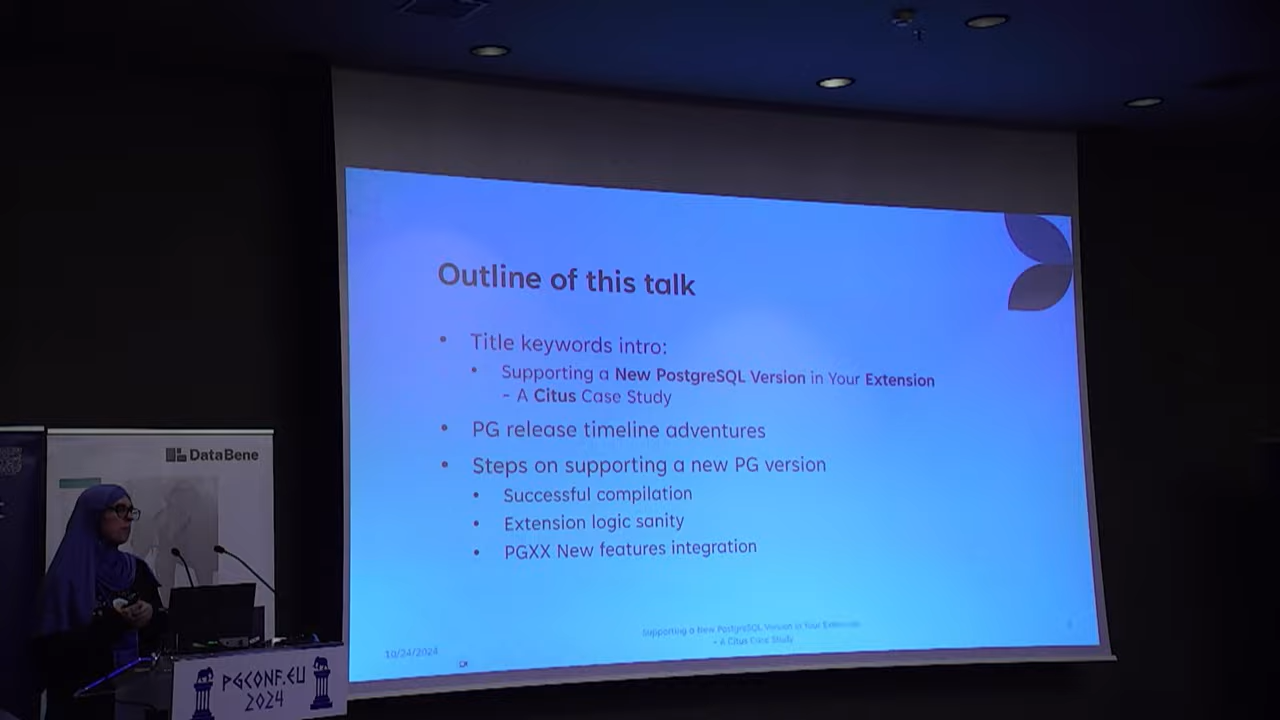 Outline of this talk
• Title keywords intro:
• Supporting a New PostgreSQL Version in Your Extension
– A Citus Case Study
• PG release timeline adventures
• Steps on supporting a new PG version
• Successful compilation
• Extension logic sanity
• PGXX New features integration
10/24/2024
Supporting a New PostgreSQL Version in Your Extension
– A Citus Case Study
DataBene
PGCONF.EU
2024